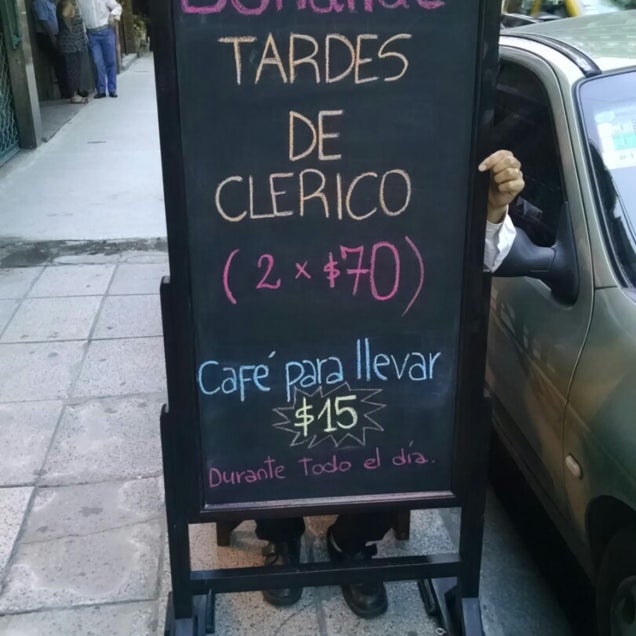 TARDES
DE
CLERICO
( 2 x $70 )
Café para llevar
$15
Durante Todo el día.